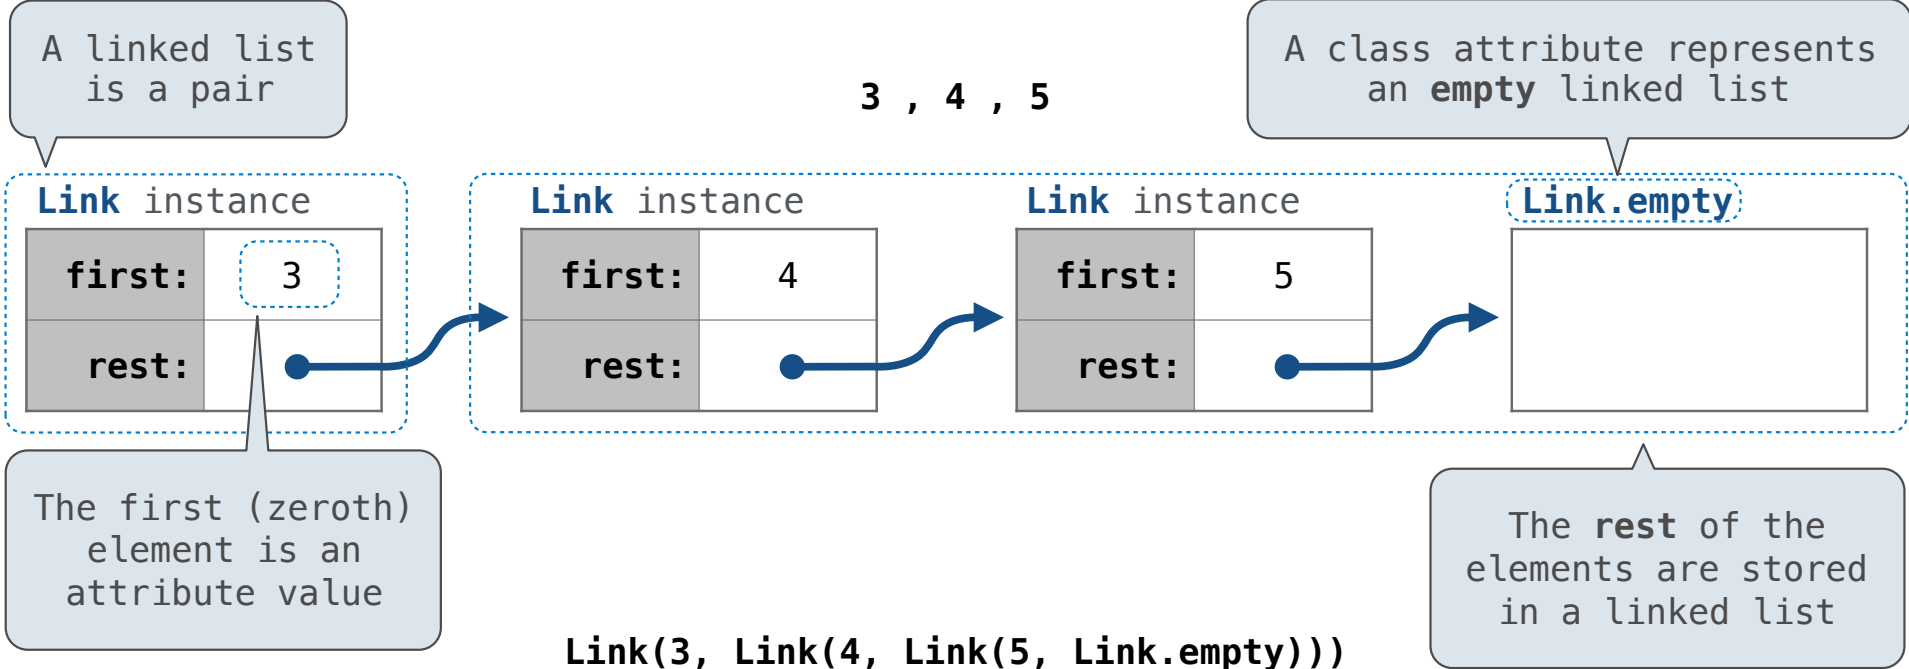 A linked list
is a pair
3 , 4 , 5
A class attribute represents
an empty linked list
Link instance
first: 3
rest:
Link instance
first: 4
rest:
Link instance
first: 5
rest:
Link.empty
The first (zeroth)
element is an
attribute value
The rest of the
elements are stored
in a linked list
Link(3, Link(4, Link(5, Link.empty)))